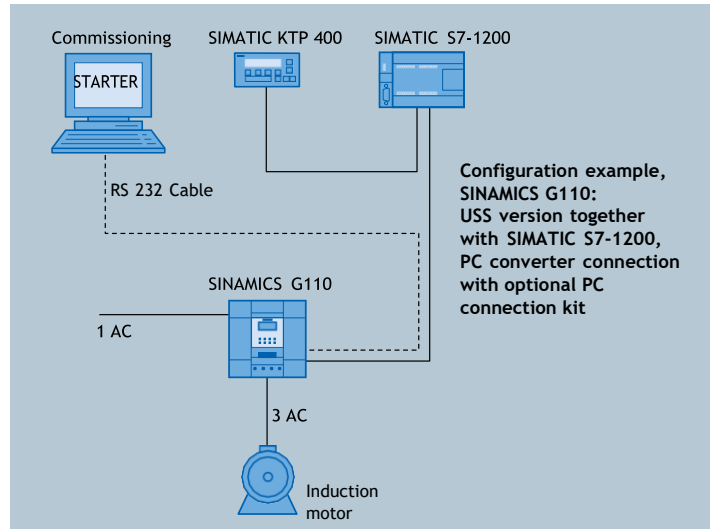 Commissioning
SIMATIC KTP 400
SIMATIC S7-1200
STARTER
RS 232 Cable
Configuration example,
SINAMICS G110:
USS version together
with SIMATIC S7-1200,
PC converter connection
with optional PC
connection kit
SINAMICS G110
1 AC
3 AC
Induction
motor